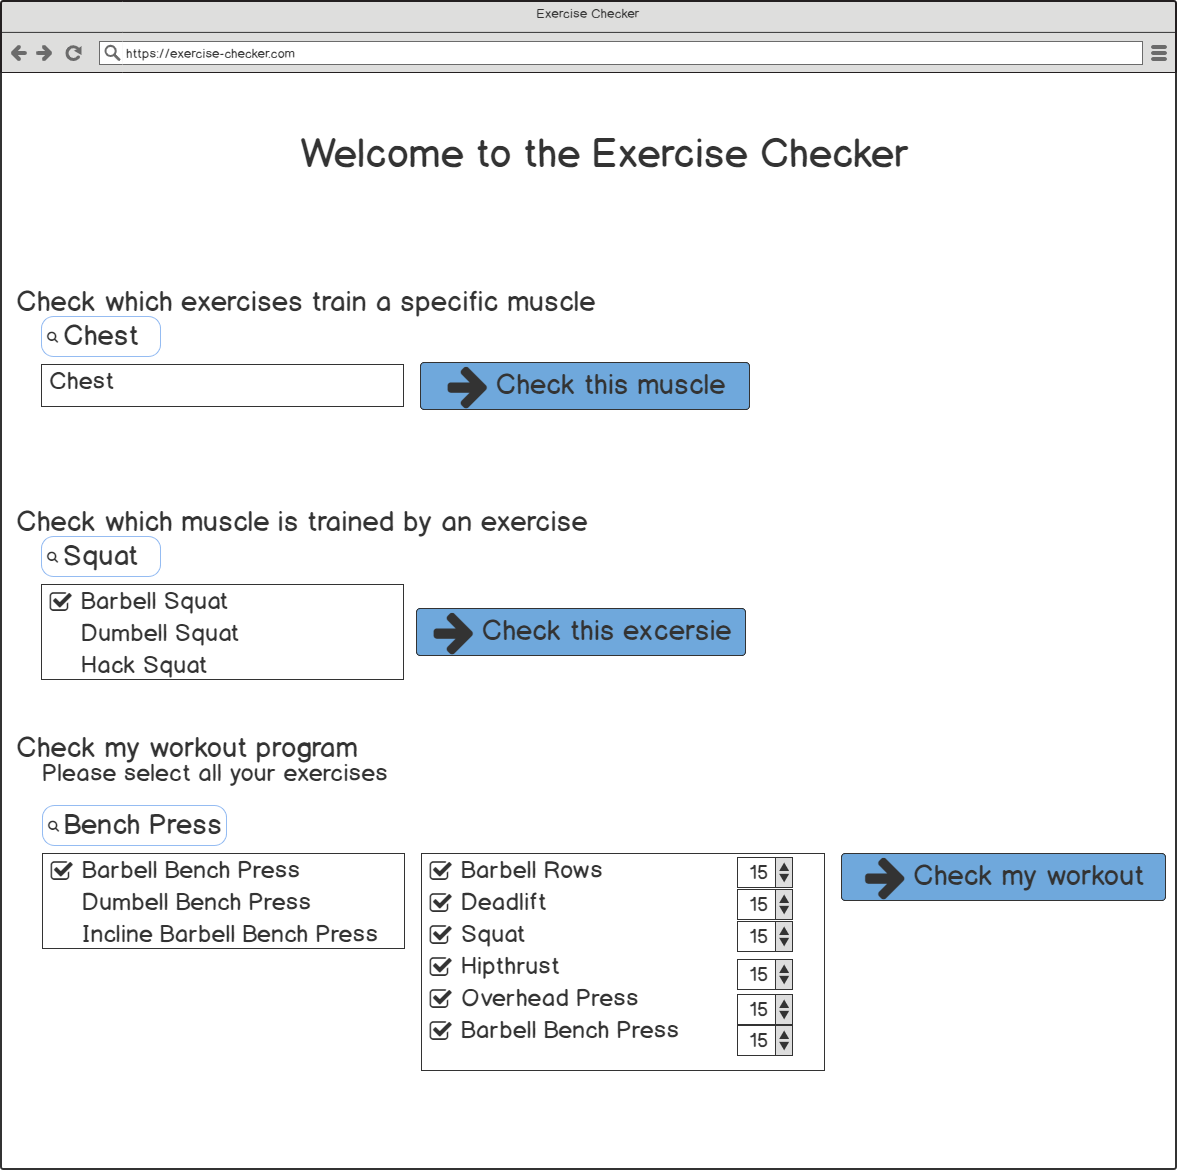 Exercise Checker
https://exercise-checker.com
Welcome to the Exercise Checker
Check which exercises train a specific muscle
Chest
Chest
Check this muscle
Check which muscle is trained by an exercise
Squat
Barbell Squat
Dumbell Squat
Hack Squat
Check this excersie
Check my workout program
Please select all your exercises
Bench Press
Barbell Bench Press
Dumbell Bench Press
Incline Barbell Bench Press
Barbell Rows 15
Deadlift 15
Squat 15
Hipthrust 15
Overhead Press 15
Barbell Bench Press 15
Check my workout